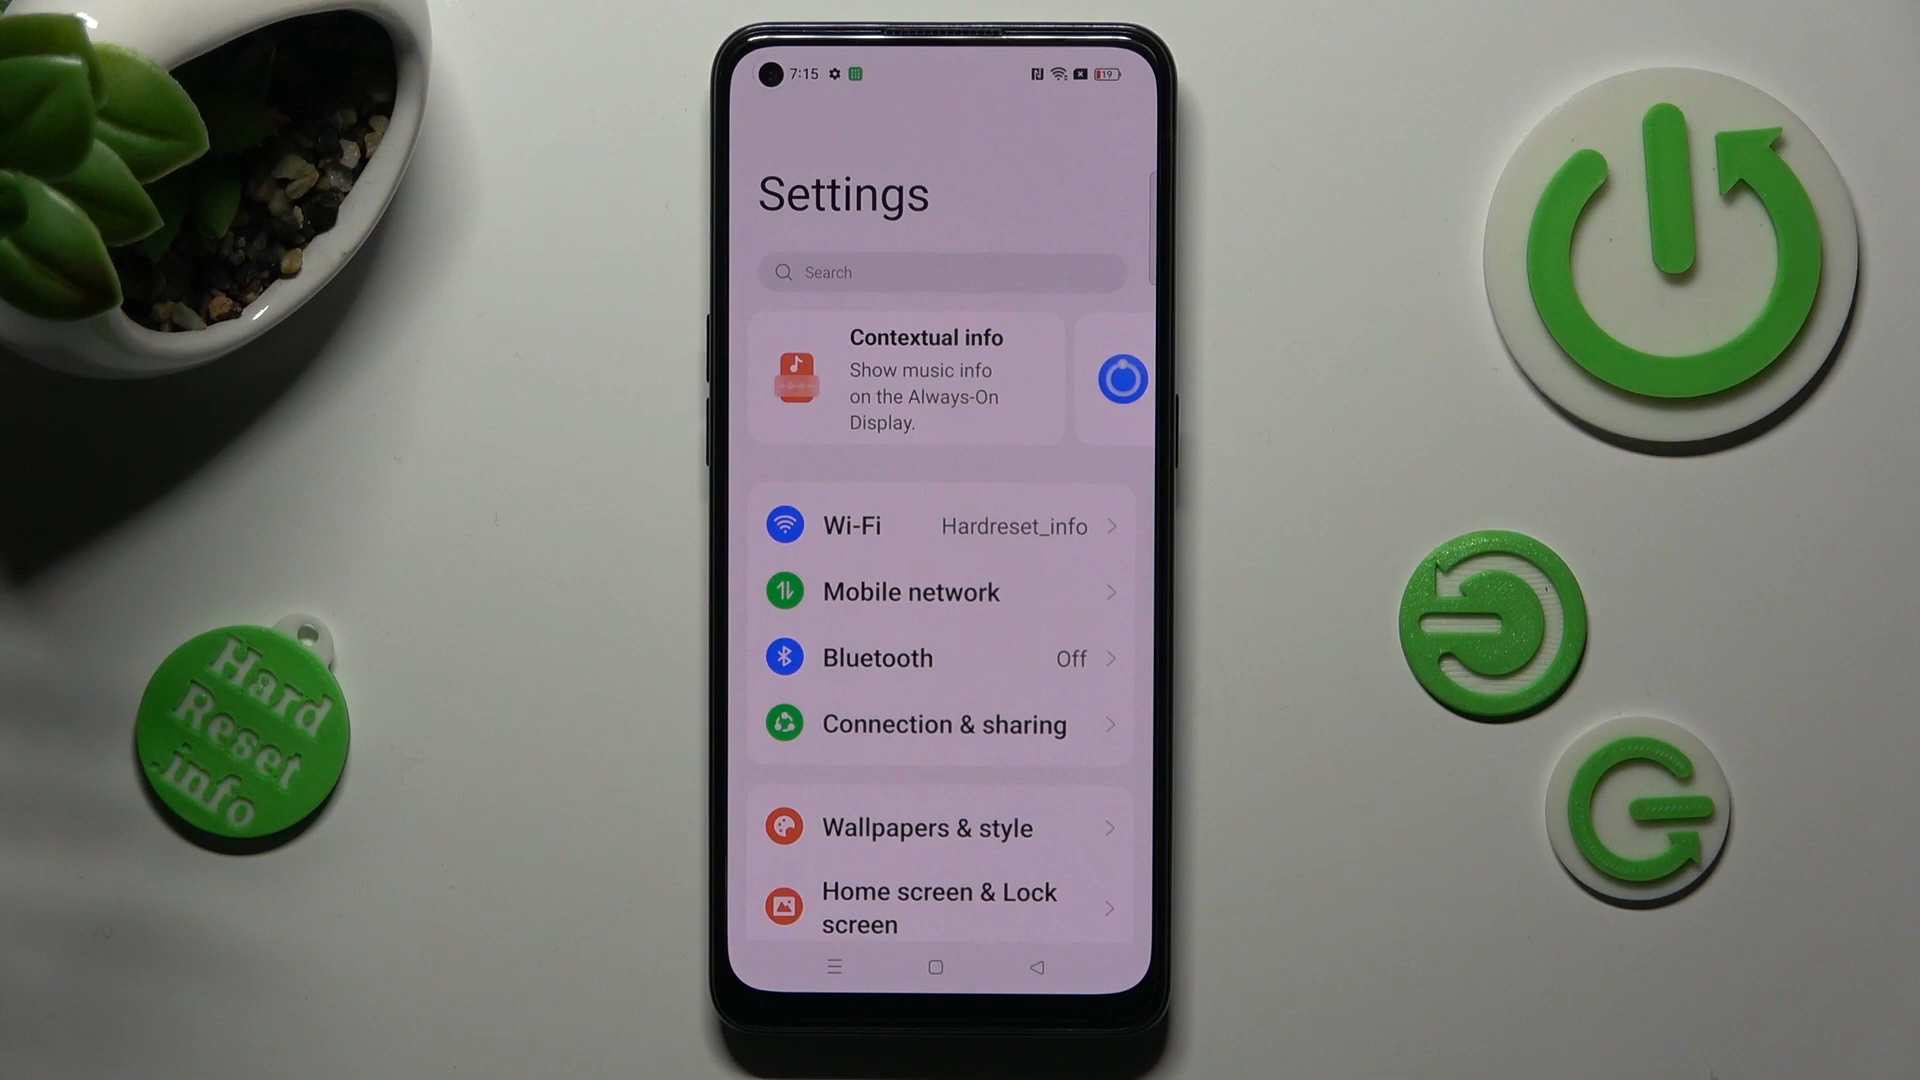 7:15
19
Settings
Search
Contextual info
Show music info
on the Always-On
Display.
Wi-Fi
Hardreset_info
Mobile network
Bluetooth
Off
Connection & sharing
Wallpapers & style
Home screen & Lock
screen
Hard
Reset
.info